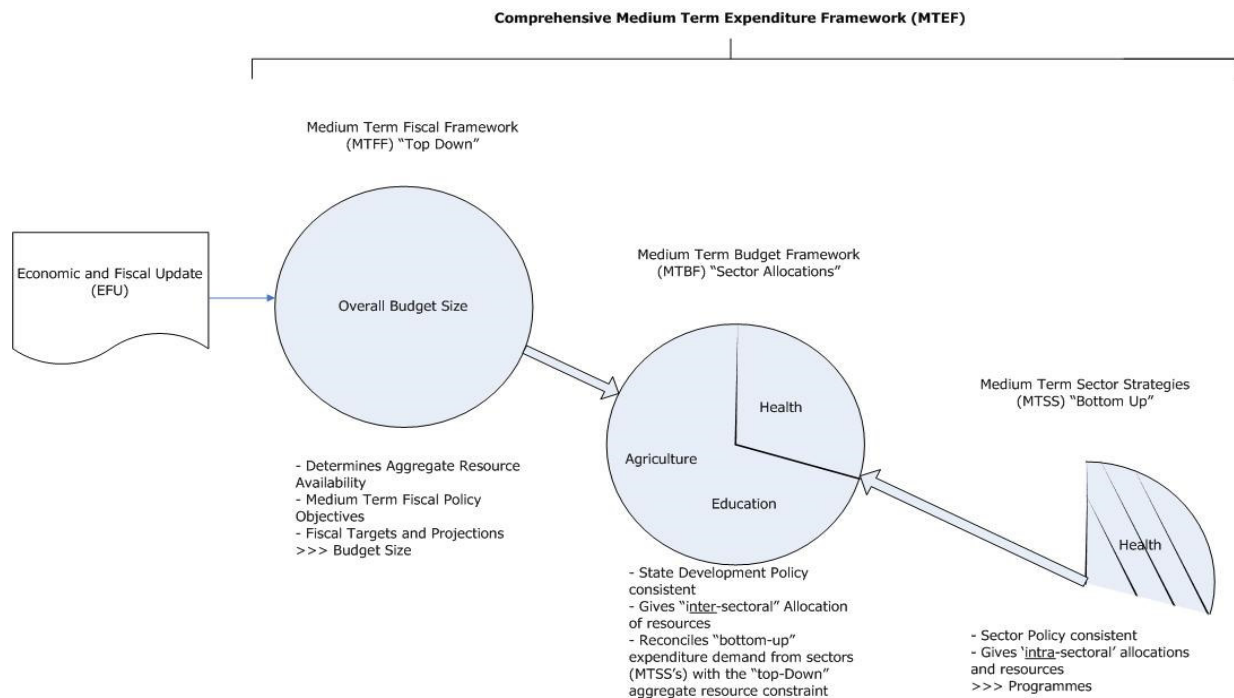 Comprehensive Medium Term Expenditure Framework (MTEF)
Medium Term Fiscal Framework
(MTFF) “Top Down”
Economic and Fiscal Update
(EFU)
Overall Budget Size
- Determines Aggregate Resource
Availability
- Medium Term Fiscal Policy
Objectives
- Fiscal Targets and Projections
>>> Budget Size
Medium Term Budget Framework
(MTBF) “Sector Allocations”
Health
Agriculture
Education
- State Development Policy
consistent
- Gives “inter-sectoral” Allocation
of resources
- Reconciles “bottom-up”
expenditure demand from sectors
(MTSS’s) with the “top-Down”
aggregate resource constraint
Medium Term Sector Strategies
(MTSS) “Bottom Up”
Health
- Sector Policy consistent
- Gives ‘intra-sectoral’ allocations
and resources
>>> Programmes